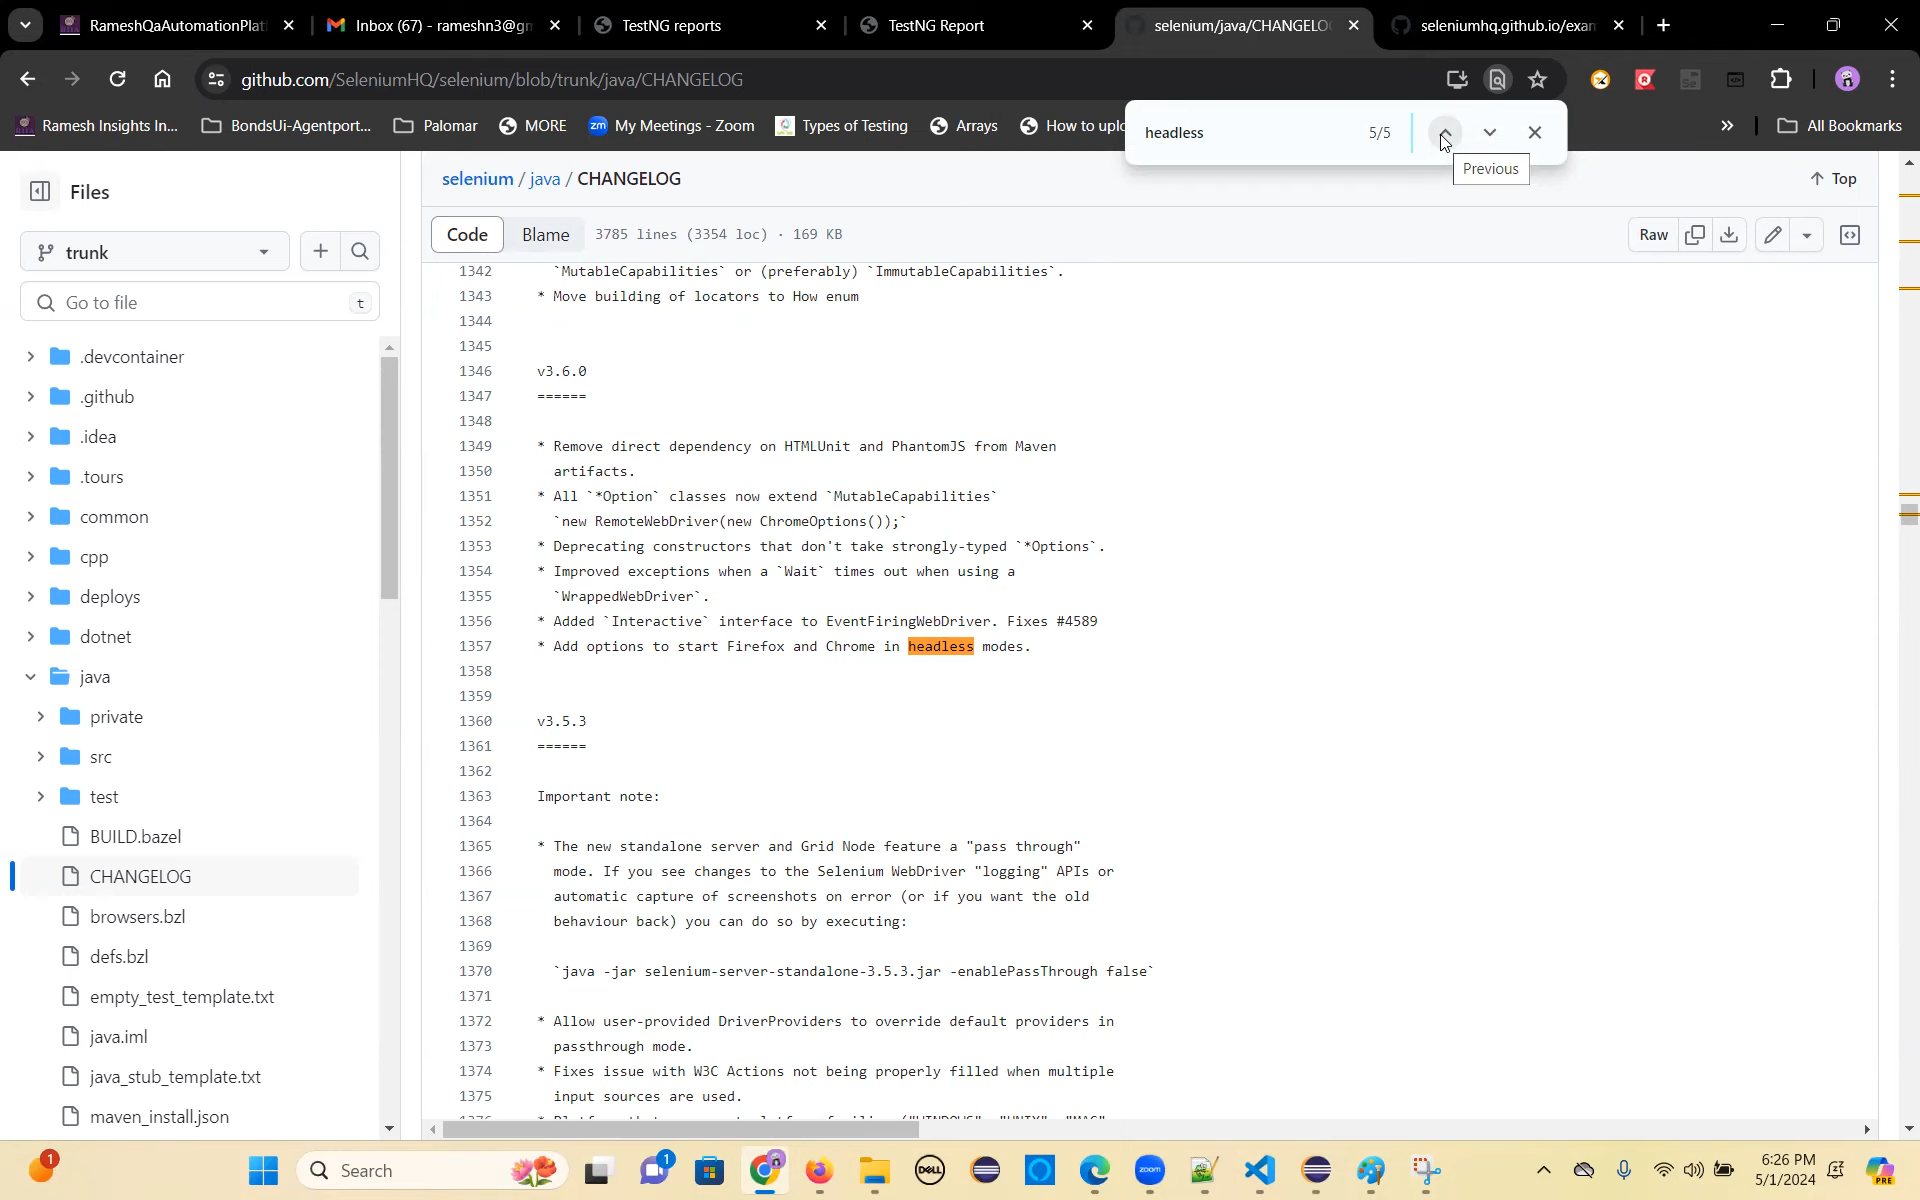 RameshQaAutomationPlat
Inbox (67) - rameshn3@gm
TestNG reports
TestNG Report
selenium/java/CHANGELO
seleniumhq.github.io/exan
github.com/SeleniumHQ/selenium/blob/trunk/java/CHANGELOG
Ramesh Insights In...
BondsUi-Agentport...
Palomar
MORE
zm My Meetings - Zoom
Types of Testing
Arrays
How to uplo
All Bookmarks
headless 5/5
Previous
Files
selenium / java / CHANGELOG
Top
trunk
Code Blame 3785 lines (3354 loc) · 169 KB
Raw
Go to file t
.devcontainer
.github
.idea
.tours
common
cpp
deploys
dotnet
java
private
src
test
BUILD.bazel
CHANGELOG
browsers.bzl
defs.bzl
empty_test_template.txt
java.iml
java_stub_template.txt
maven_install.json
1342 `MutableCapabilities` or (preferably) `ImmutableCapabilities`.
1343 * Move building of locators to How enum
1344
1345
1346 v3.6.0
1347 ======
1348
1349 * Remove direct dependency on HTMLUnit and PhantomJS from Maven
1350 artifacts.
1351 * All `*Option` classes now extend `MutableCapabilities`
1352 `new RemoteWebDriver(new ChromeOptions());`
1353 * Deprecating constructors that don't take strongly-typed `*Options`.
1354 * Improved exceptions when a `Wait` times out when using a
1355 `WrappedWebDriver`.
1356 * Added `Interactive` interface to EventFiringWebDriver. Fixes #4589
1357 * Add options to start Firefox and Chrome in headless modes.
1358
1359
1360 v3.5.3
1361 ======
1362
1363 Important note:
1364
1365 * The new standalone server and Grid Node feature a "pass through"
1366 mode. If you see changes to the Selenium WebDriver "logging" APIs or
1367 automatic capture of screenshots on error (or if you want the old
1368 behaviour back) you can do so by executing:
1369
1370 `java -jar selenium-server-standalone-3.5.3.jar -enablePassThrough false`
1371
1372 * Allow user-provided DriverProviders to override default providers in
1373 passthrough mode.
1374 * Fixes issue with W3C Actions not being properly filled when multiple
1375 input sources are used.
1
Search
1
DELL
zoom
6:26 PM
5/1/2024
PRE